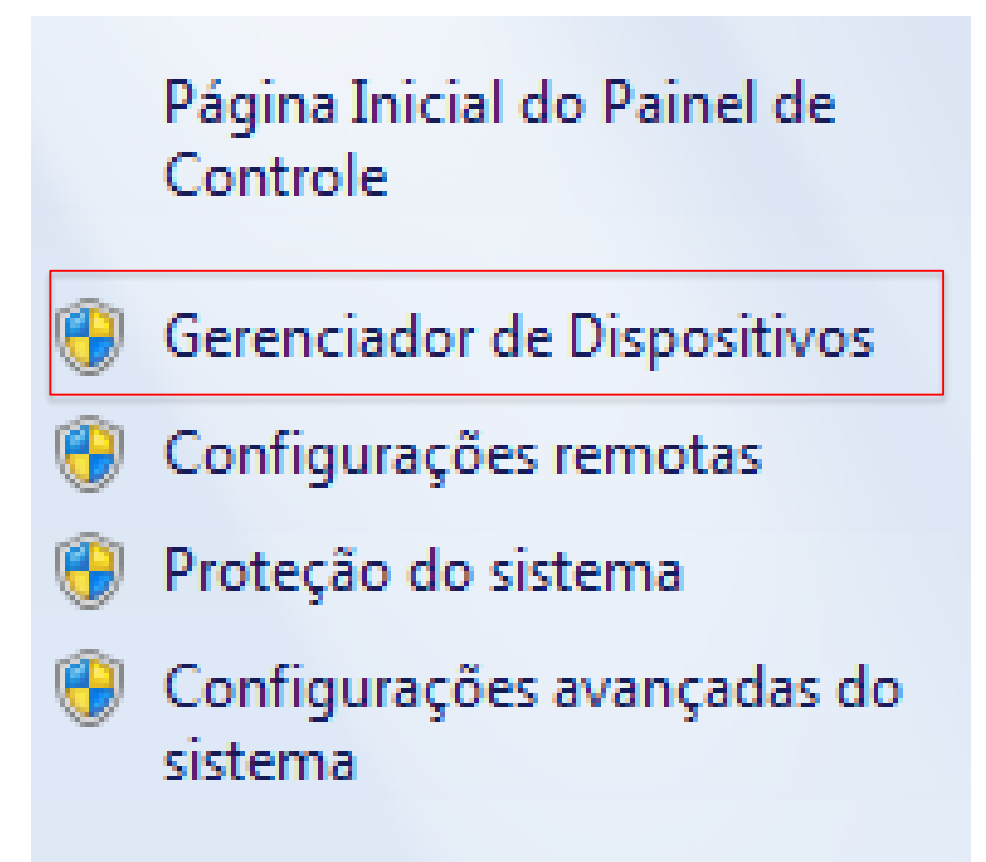 Página Inicial do Painel de
Controle
Gerenciador de Dispositivos
Configurações remotas
Proteção do sistema
Configurações avançadas do
sistema